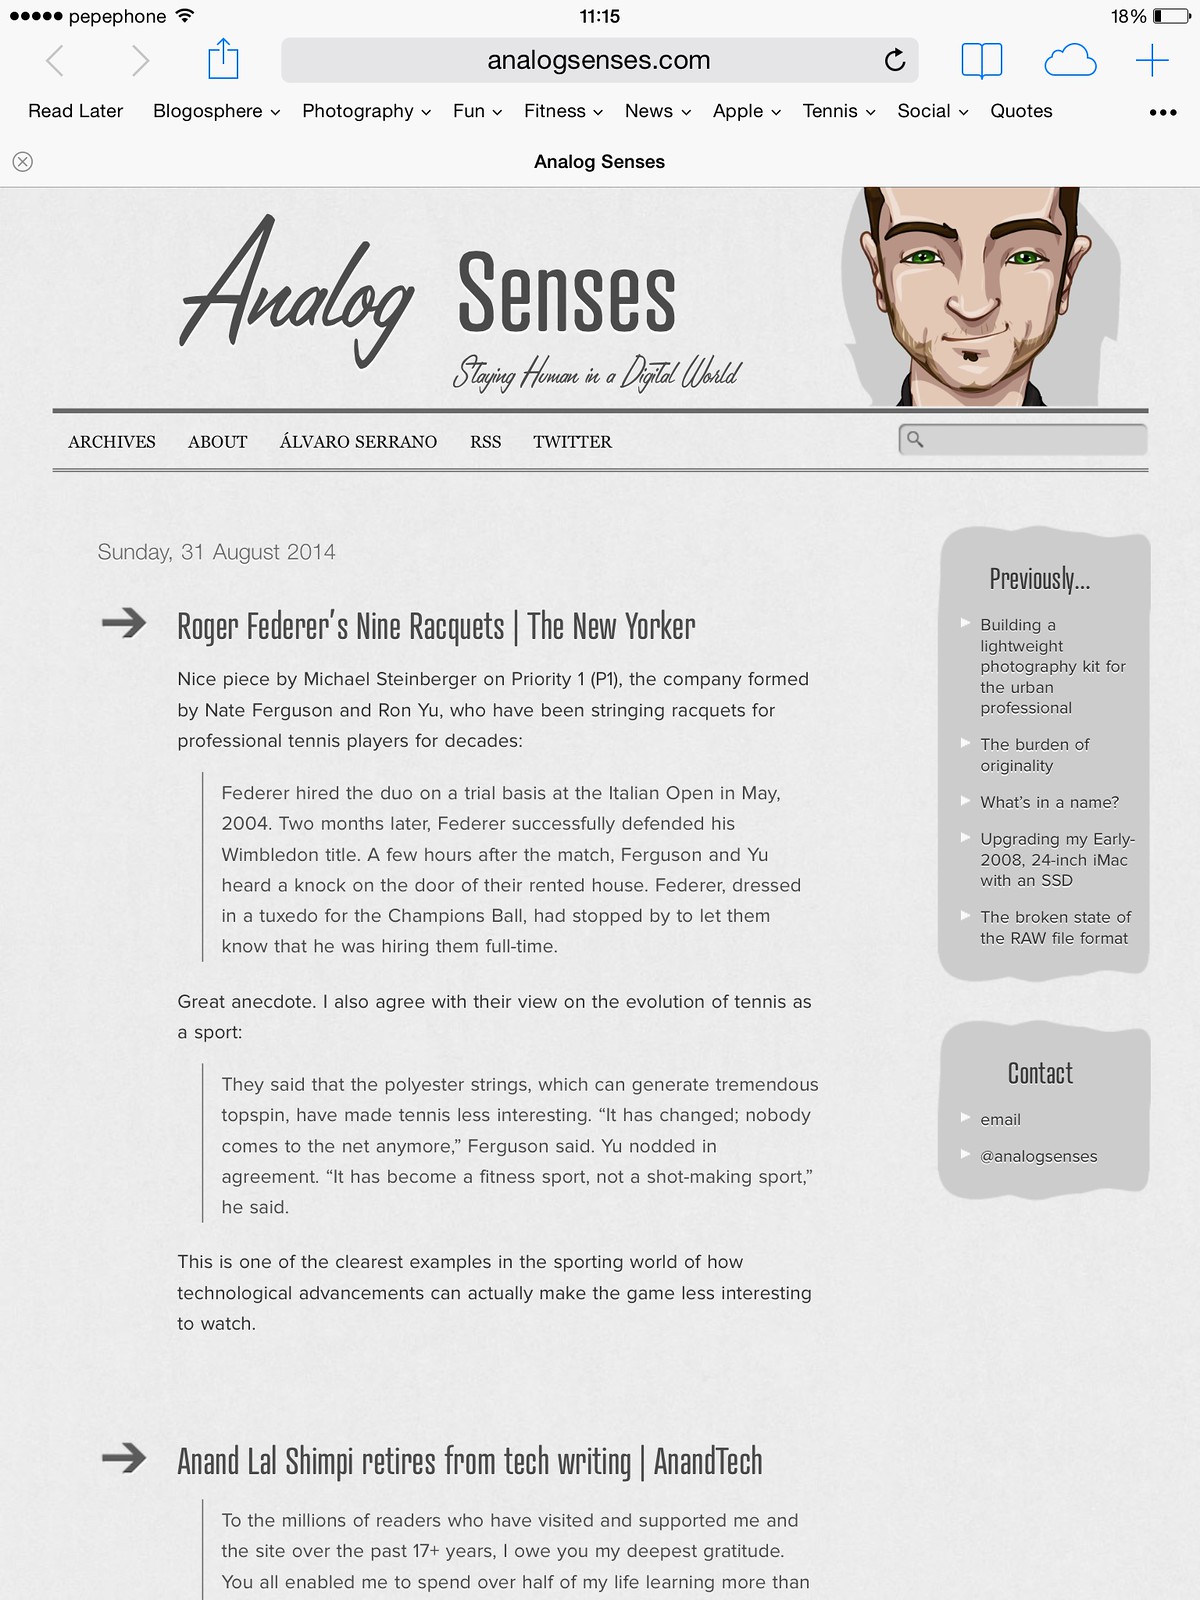 pepephone
11:15
18%
analogsenses.com
Read Later Blogosphere Photography Fun Fitness News Apple Tennis Social Quotes
Analog Senses
Analog Senses
Staying Human in a Digital World
ARCHIVES ABOUT ÁLVARO SERRANO RSS TWITTER
Sunday, 31 August 2014
Roger Federer’s Nine Racquets | The New Yorker
Nice piece by Michael Steinberger on Priority 1 (P1), the company formed
by Nate Ferguson and Ron Yu, who have been stringing racquets for
professional tennis players for decades:
Federer hired the duo on a trial basis at the Italian Open in May,
2004. Two months later, Federer successfully defended his
Wimbledon title. A few hours after the match, Ferguson and Yu
heard a knock on the door of their rented house. Federer, dressed
in a tuxedo for the Champions Ball, had stopped by to let them
know that he was hiring them full-time.
Great anecdote. I also agree with their view on the evolution of tennis as
a sport:
They said that the polyester strings, which can generate tremendous
topspin, have made tennis less interesting. “It has changed; nobody
comes to the net anymore,” Ferguson said. Yu nodded in
agreement. “It has become a fitness sport, not a shot-making sport,”
he said.
This is one of the clearest examples in the sporting world of how
technological advancements can actually make the game less interesting
to watch.
Anand Lal Shimpi retires from tech writing | AnandTech
To the millions of readers who have visited and supported me and
the site over the past 17+ years, I owe you my deepest gratitude.
You all enabled me to spend over half of my life learning more than
Previously...
Building a
lightweight
photography kit for
the urban
professional
The burden of
originality
What’s in a name?
Upgrading my Early-
2008, 24-inch iMac
with an SSD
The broken state of
the RAW file format
Contact
email
@analogsenses